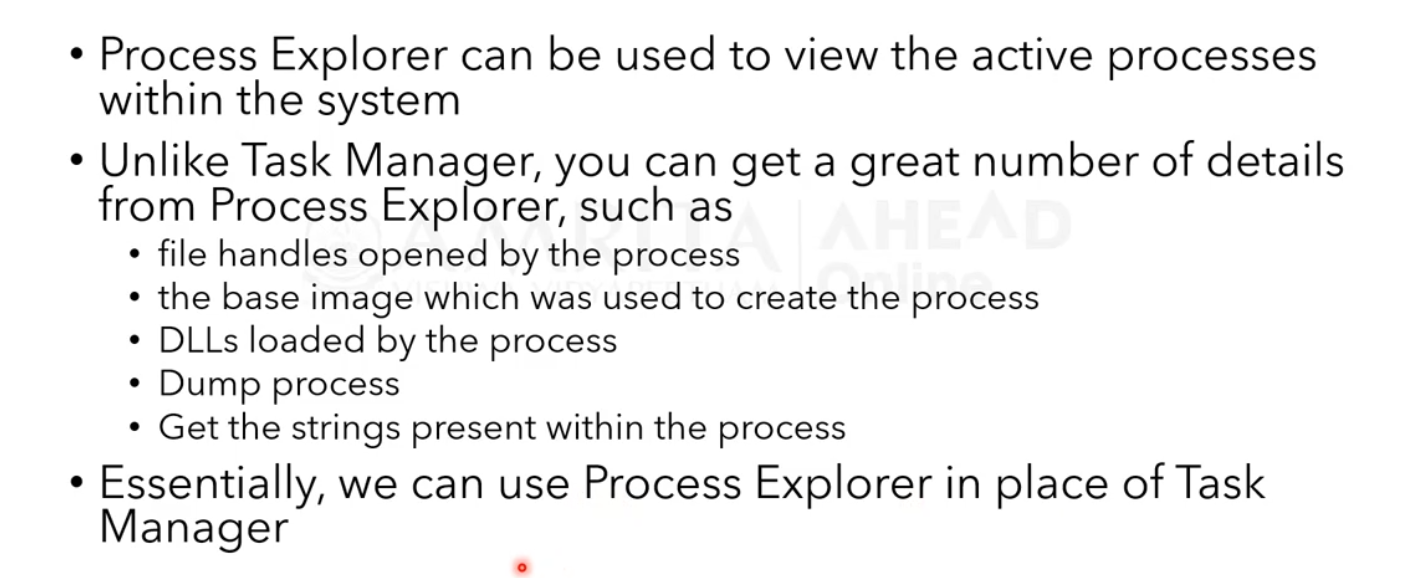 • Process Explorer can be used to view the active processes
within the system
• Unlike Task Manager, you can get a great number of details
from Process Explorer, such as
• file handles opened by the process
• the base image which was used to create the process
• DLLs loaded by the process
• Dump process
• Get the strings present within the process
• Essentially, we can use Process Explorer in place of Task
Manager
AMRITA
VISHWA VIDYAPEETHAM
AHEAD
Online